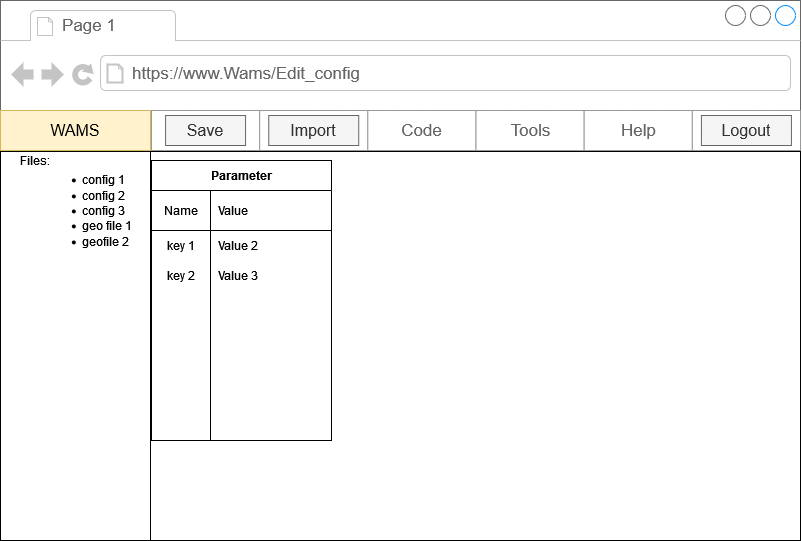 Page 1
https://www.Wams/Edit_config
WAMS Save Import Code Tools Help Logout
Files:
config 1
config 2
config 3
geo file 1
geofile 2
Parameter
Name Value
key 1 Value 2
key 2 Value 3